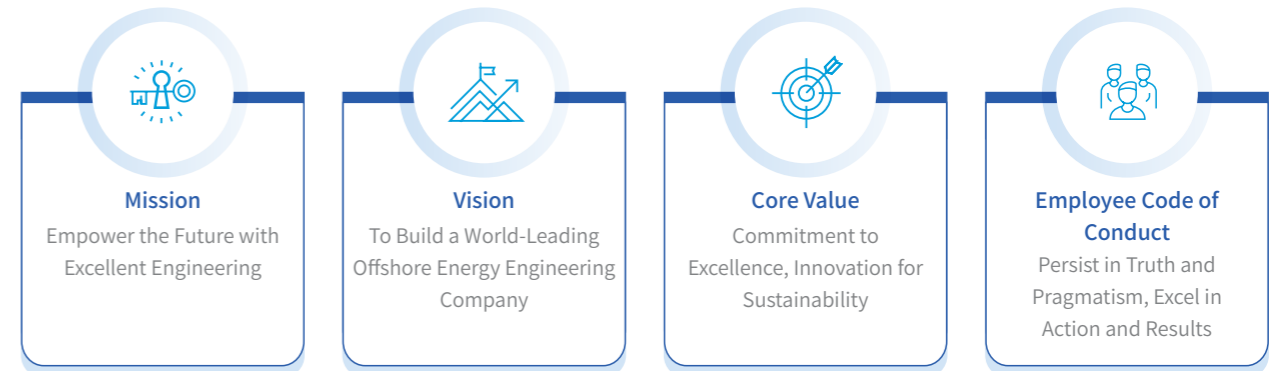 Mission
Empower the Future with
Excellent Engineering
Vision
To Build a World-Leading
Offshore Energy Engineering
Company
Core Value
Commitment to
Excellence, Innovation for
Sustainability
Employee Code of
Conduct
Persist in Truth and
Pragmatism, Excel in
Action and Results